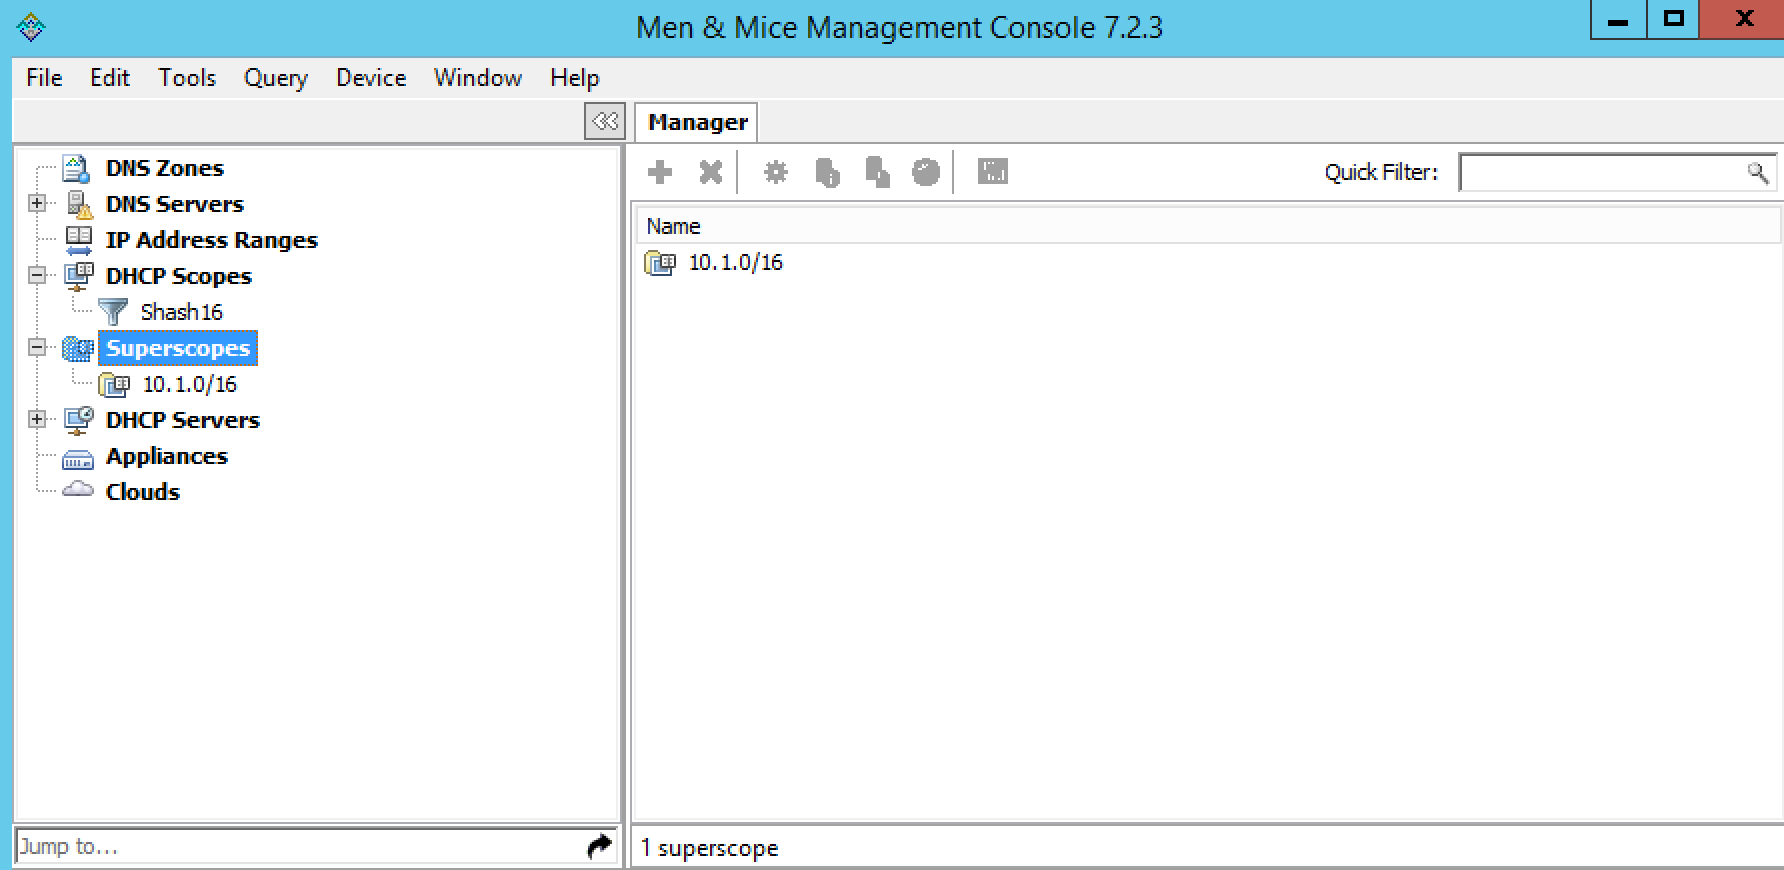 Men & Mice Management Console 7.2.3
File Edit Tools Query Device Window Help
Manager
DNS Zones
DNS Servers
IP Address Ranges
DHCP Scopes
Shash16
Superscopes
10.1.0/16
DHCP Servers
Appliances
Clouds
Jump to...
Quick Filter:
Name
10.1.0/16
1 superscope